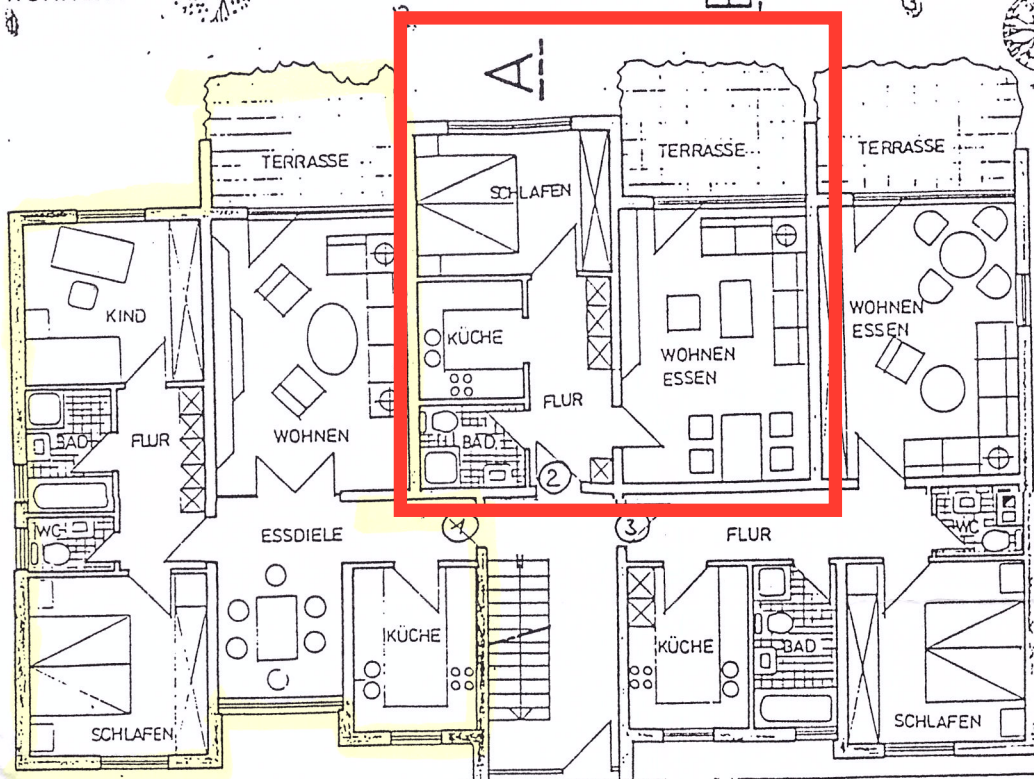 A
TERRASSE
TERRASSE
TERRASSE
SCHLAFEN
KIND
KÜCHE
WOHNEN
ESSEN
WOHNEN
ESSEN
FLUR
BAD
FLUR
WOHNEN
BAD
2
WC
ESSDIELE
1
3
FLUR
WC
KÜCHE
KÜCHE
BAD
SCHLAFEN
SCHLAFEN